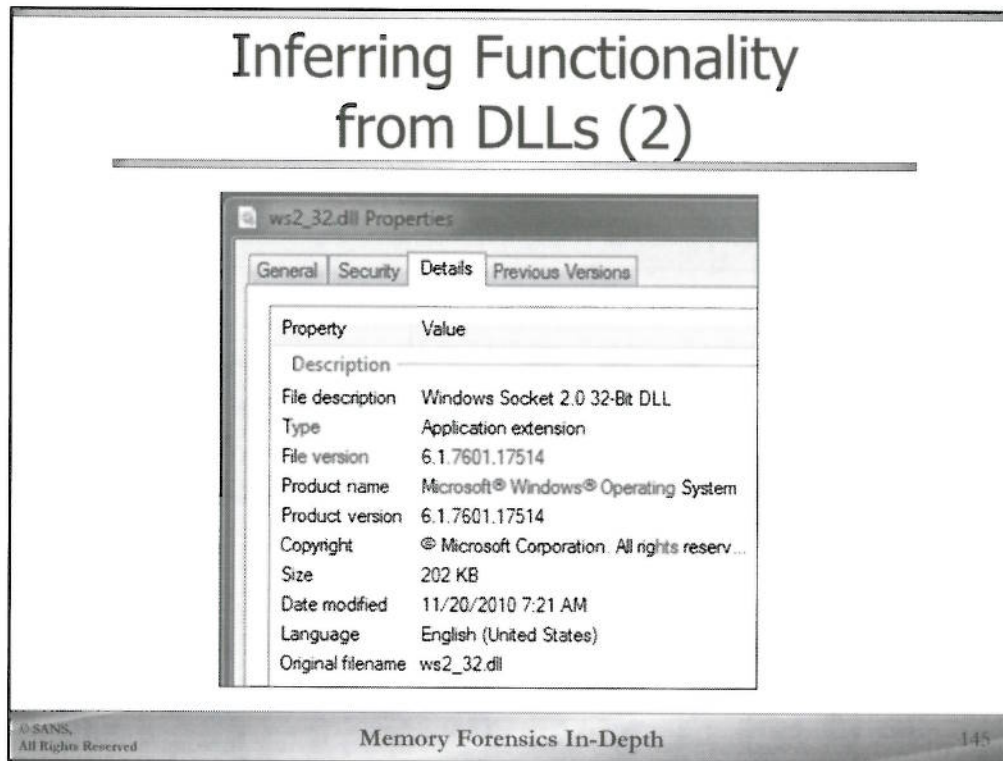 Inferring Functionality
from DLLs (2)
ws2_32.dll Properties
General Security Details Previous Versions
Property Value
Description
File description Windows Socket 2.0 32-Bit DLL
Type Application extension
File version 6.1.7601.17514
Product name Microsoft® Windows® Operating System
Product version 6.1.7601.17514
Copyright © Microsoft Corporation. All rights reserv...
Size 202 KB
Date modified 11/20/2010 7:21 AM
Language English (United States)
Original filename ws2_32.dll
© SANS,
All Rights Reserved
Memory Forensics In-Depth
145